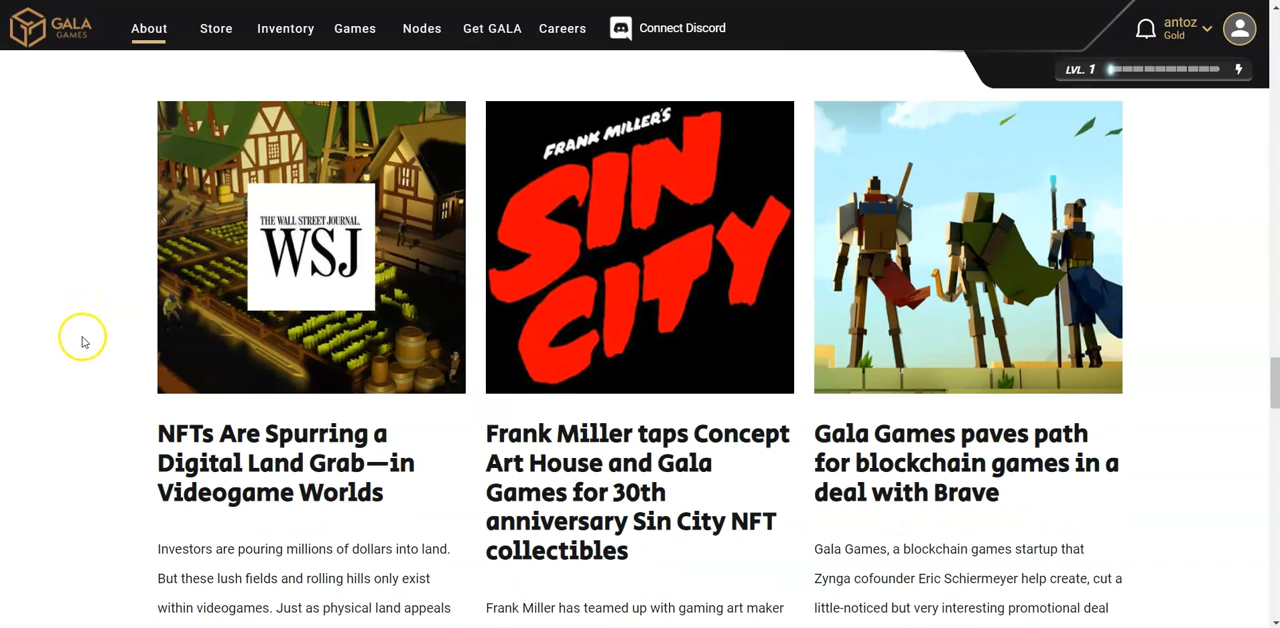 GALA
GAMES
About
Store
Inventory
Games
Nodes
Get GALA
Careers
Connect Discord
antoz
Gold
LVL. 1
THE WALL STREET JOURNAL.
WSJ
FRANK MILLER'S
SIN
CITY
NFTs Are Spurring a
Digital Land Grab—in
Videogame Worlds
Investors are pouring millions of dollars into land.
But these lush fields and rolling hills only exist
within videogames. Just as physical land appeals
Frank Miller taps Concept
Art House and Gala
Games for 30th
anniversary Sin City NFT
collectibles
Frank Miller has teamed up with gaming art maker
Gala Games paves path
for blockchain games in a
deal with Brave
Gala Games, a blockchain games startup that
Zynga cofounder Eric Schiermeyer help create, cut a
little-noticed but very interesting promotional deal